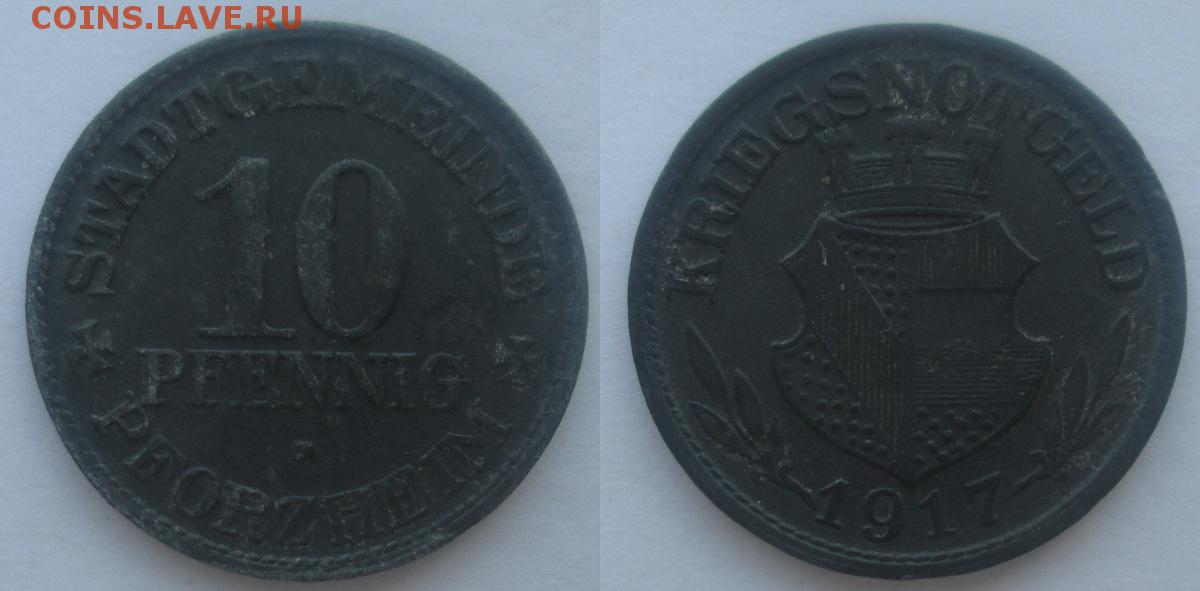 COINS.LAVE.RU
STADTGEMEINDE
10
PFENNIG
PFORZHEIM
KRIEGSNOTGELD
1917